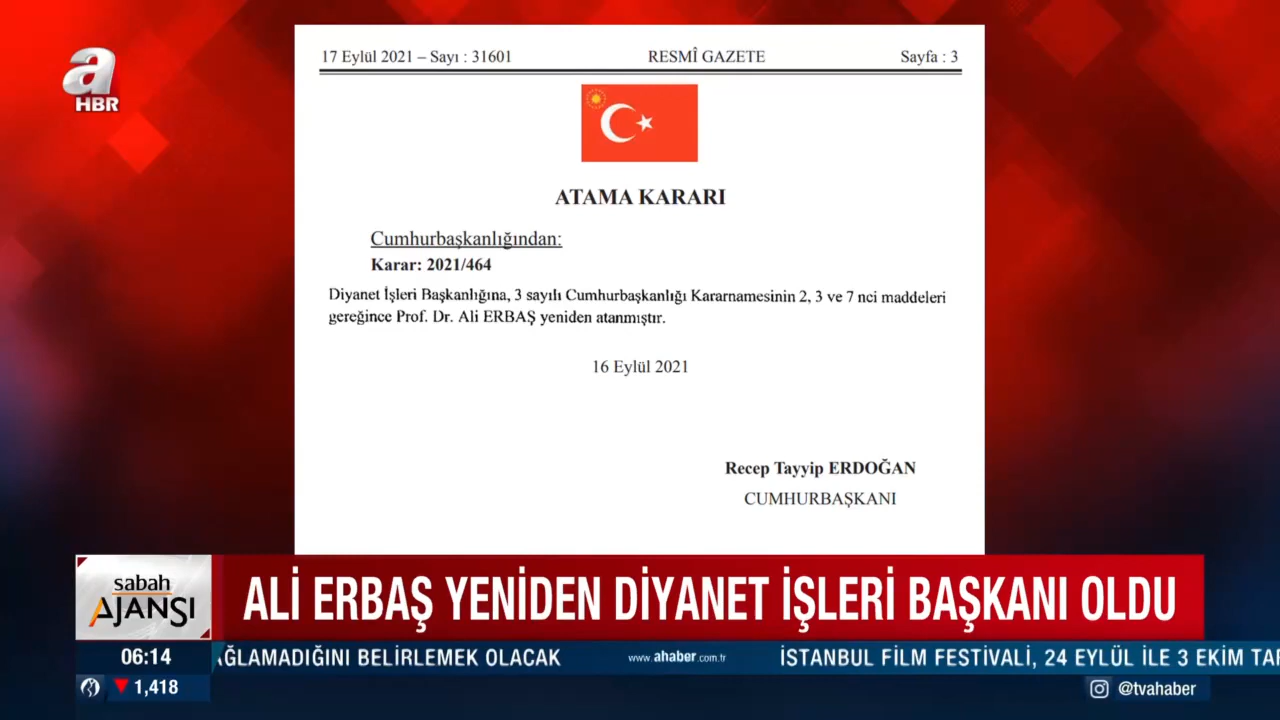 a
HBR
17 Eylül 2021 – Sayı : 31601 RESMÎ GAZETE Sayfa : 3
ATAMA KARARI
Cumhurbaşkanlığından:
Karar: 2021/464
Diyanet İşleri Başkanlığına, 3 sayılı Cumhurbaşkanlığı Kararnamesinin 2, 3 ve 7 nci maddeleri
gereğince Prof. Dr. Ali ERBAŞ yeniden atanmıştır.
16 Eylül 2021
Recep Tayyip ERDOĞAN
CUMHURBAŞKANI
sabah
AJANSI
ALİ ERBAŞ YENİDEN DİYANET İŞLERİ BAŞKANI OLDU
06:14 AĞLAMADIĞINI BELİRLEMEK OLACAK www.ahaber.com.tr İSTANBUL FİLM FESTİVALİ, 24 EYLÜL İLE 3 EKİM TAR
1,418 @tvahaber